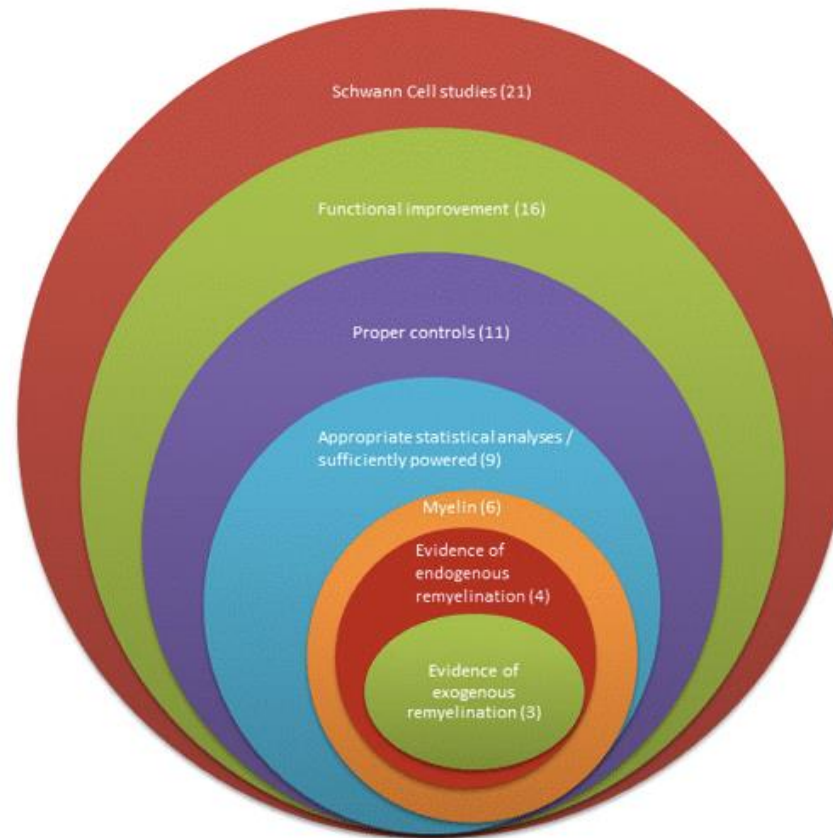 Schwann Cell studies (21)
Functional improvement (16)
Proper controls (11)
Appropriate statistical analyses /
sufficiently powered (9)
Myelin (6)
Evidence of
endogenous
remyelination (4)
Evidence of
exogenous
remyelination (3)